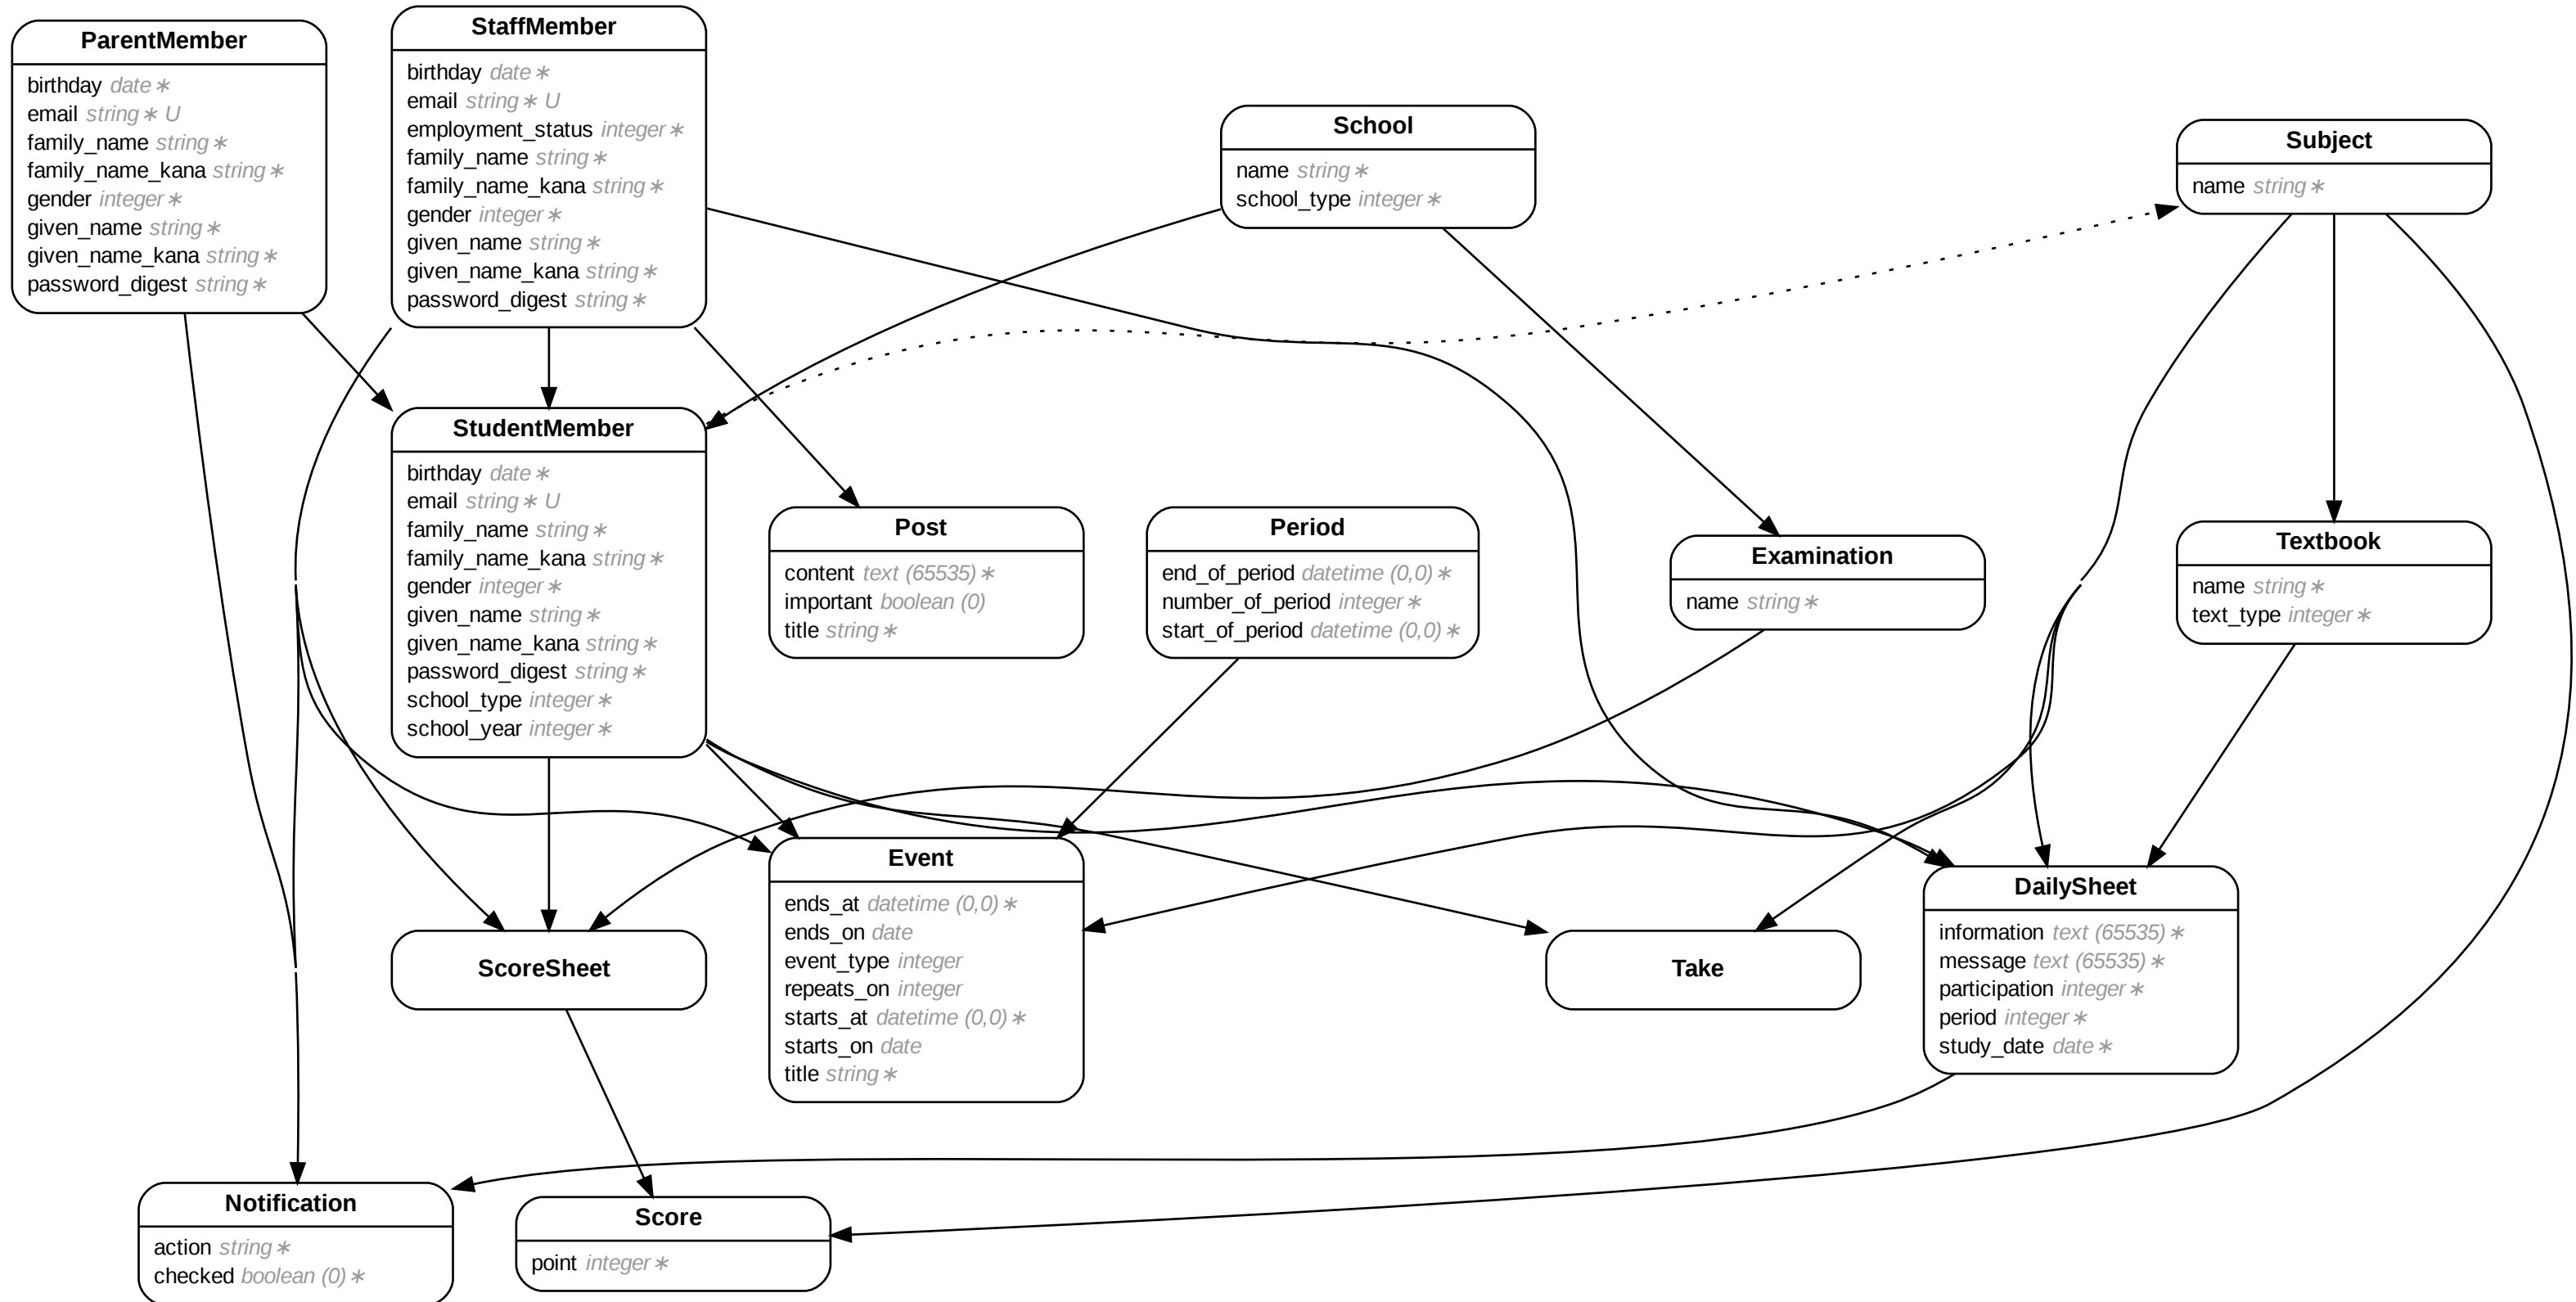 ParentMember
birthday date ∗
email string ∗ U
family_name string ∗
family_name_kana string ∗
gender integer ∗
given_name string ∗
given_name_kana string ∗
password_digest string ∗
StaffMember
birthday date ∗
email string ∗ U
employment_status integer ∗
family_name string ∗
family_name_kana string ∗
gender integer ∗
given_name string ∗
given_name_kana string ∗
password_digest string ∗
School
name string ∗
school_type integer ∗
Subject
name string ∗
StudentMember
birthday date ∗
email string ∗ U
family_name string ∗
family_name_kana string ∗
gender integer ∗
given_name string ∗
given_name_kana string ∗
password_digest string ∗
school_type integer ∗
school_year integer ∗
Post
content text (65535) ∗
important boolean (0)
title string ∗
Period
end_of_period datetime (0,0) ∗
number_of_period integer ∗
start_of_period datetime (0,0) ∗
Examination
name string ∗
Textbook
name string ∗
text_type integer ∗
ScoreSheet
Event
ends_at datetime (0,0) ∗
ends_on date
event_type integer
repeats_on integer
starts_at datetime (0,0) ∗
starts_on date
title string ∗
Take
DailySheet
information text (65535) ∗
message text (65535) ∗
participation integer ∗
period integer ∗
study_date date ∗
Notification
action string ∗
checked boolean (0) ∗
Score
point integer ∗